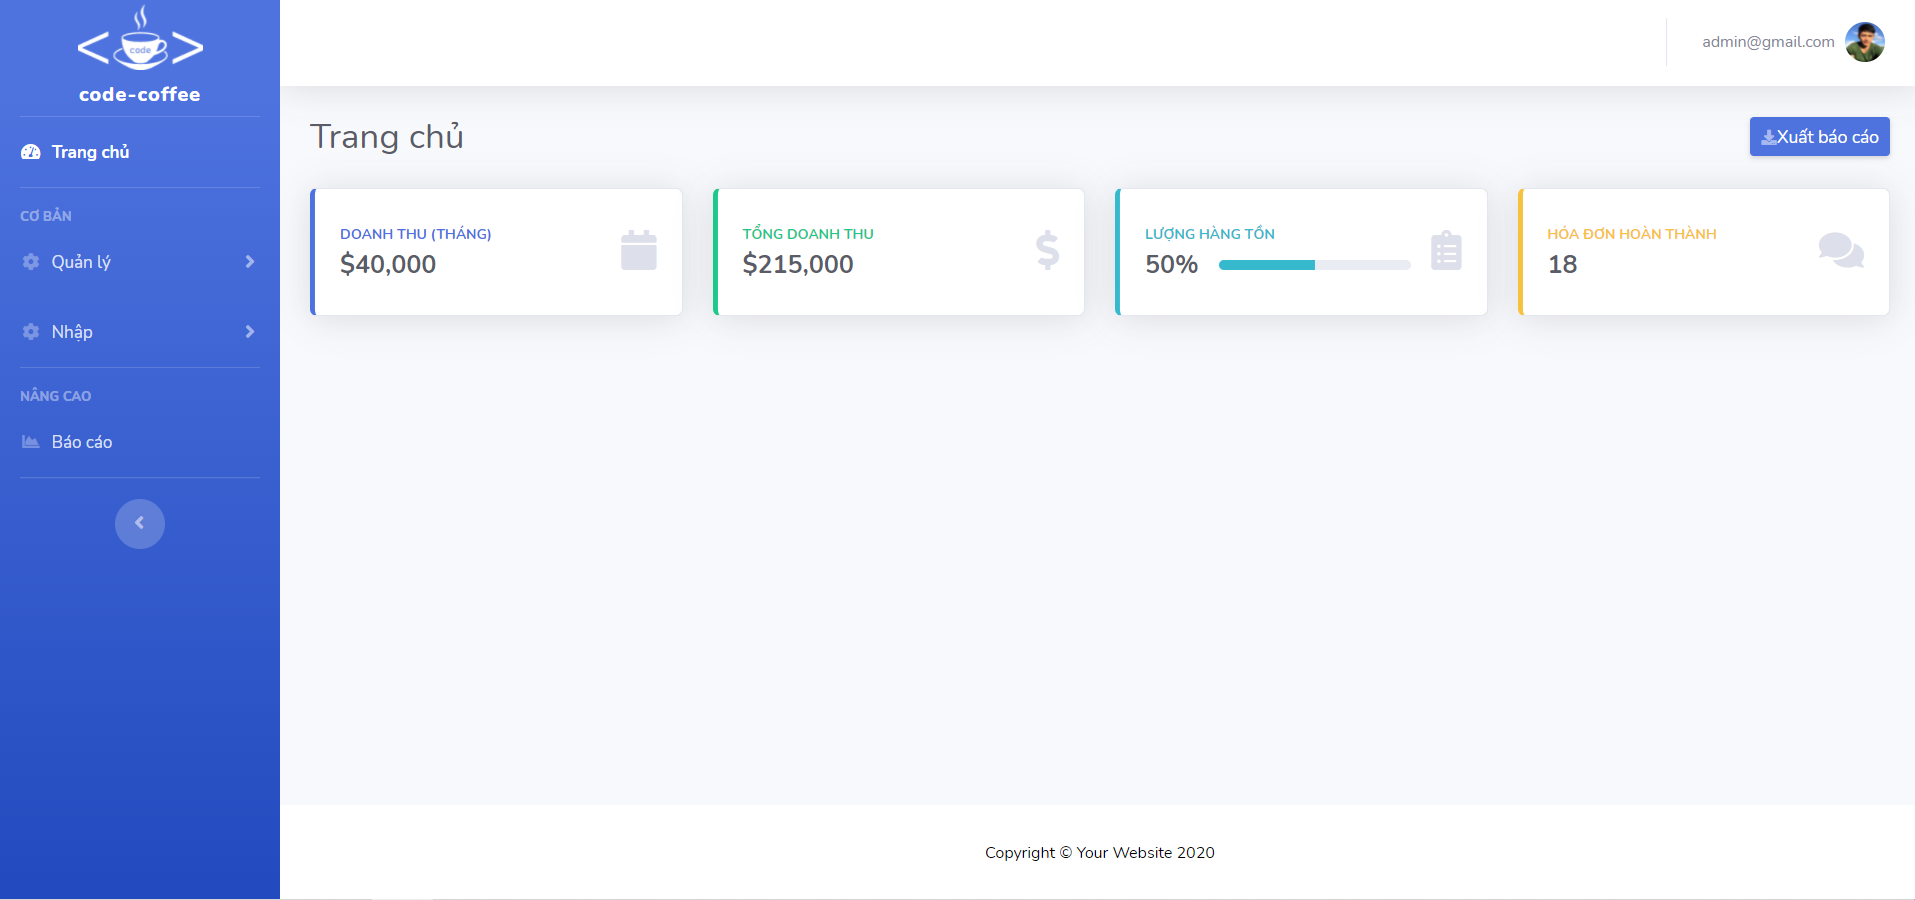 code
code-coffee
Trang chủ
CƠ BẢN
Quản lý
Nhập
NÂNG CAO
Báo cáo
admin@gmail.com
Trang chủ
Xuất báo cáo
DOANH THU (THÁNG)
$40,000
TỔNG DOANH THU
$215,000
LƯỢNG HÀNG TỒN
50%
HÓA ĐƠN HOÀN THÀNH
18
Copyright © Your Website 2020